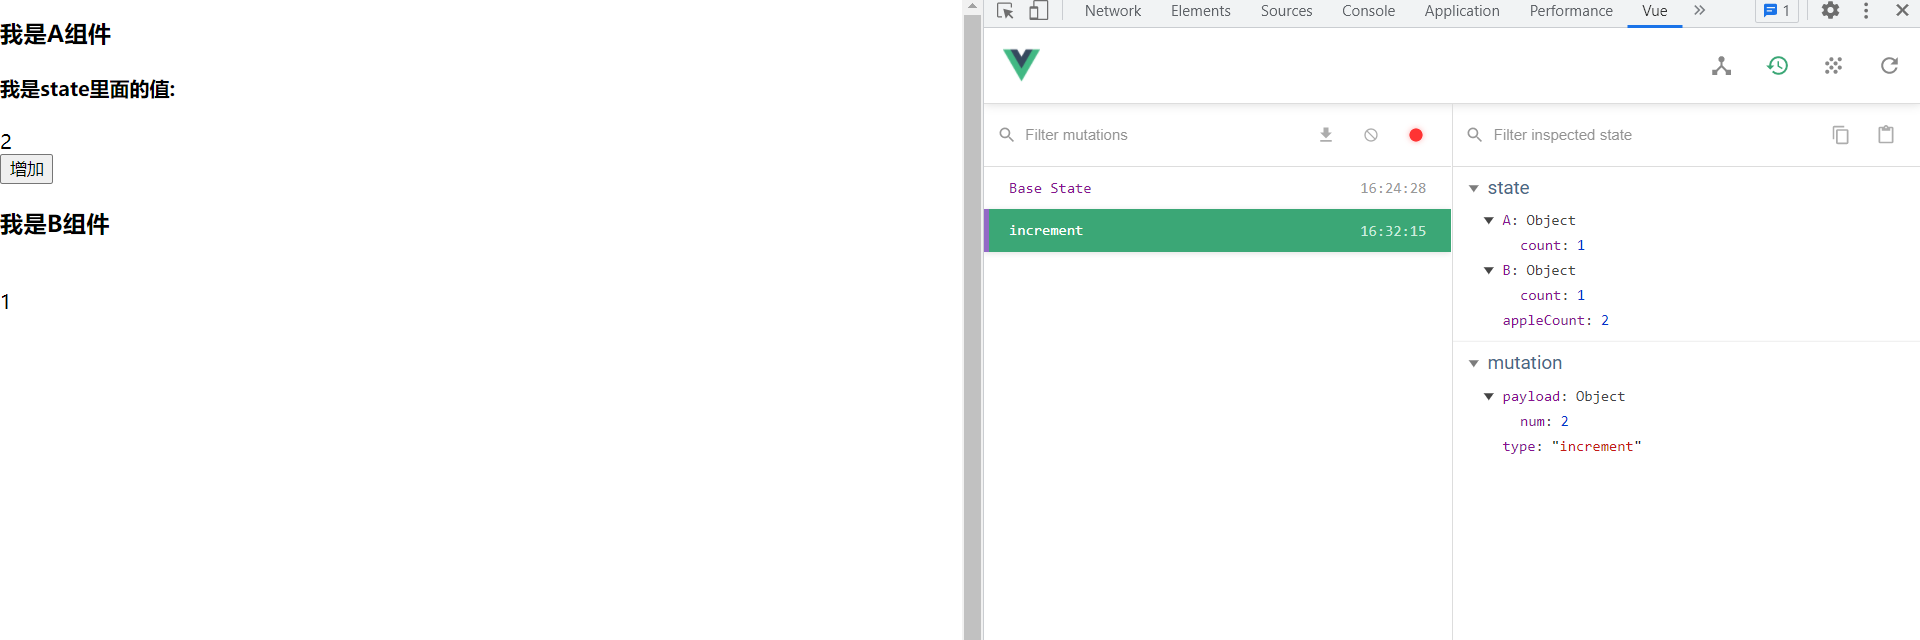 我是A组件
我是state里面的值:
2
增加
我是B组件
1
Network Elements Sources Console Application Performance Vue 1
Filter mutations
Base State 16:24:28
increment 16:32:15
Filter inspected state
state
A: Object
count: 1
B: Object
count: 1
appleCount: 2
mutation
payload: Object
num: 2
type: "increment"